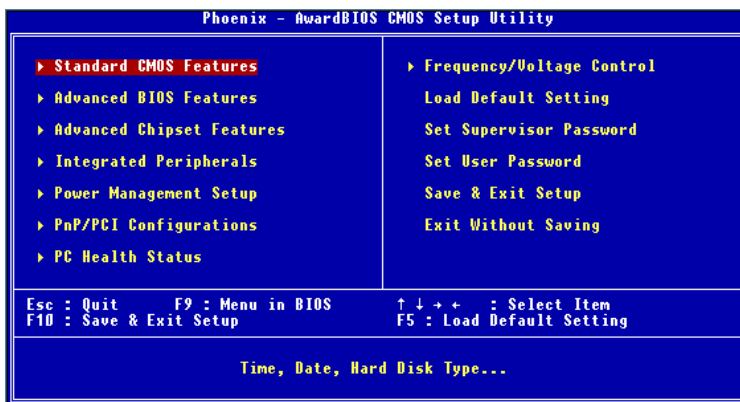 Phoenix - AwardBIOS CMOS Setup Utility
▸ Standard CMOS Features
▸ Advanced BIOS Features
▸ Advanced Chipset Features
▸ Integrated Peripherals
▸ Power Management Setup
▸ PnP/PCI Configurations
▸ PC Health Status
▸ Frequency/Voltage Control
Load Default Setting
Set Supervisor Password
Set User Password
Save & Exit Setup
Exit Without Saving
Esc : Quit F9 : Menu in BIOS ↑ ↓ → ← : Select Item
F10 : Save & Exit Setup F5 : Load Default Setting
Time, Date, Hard Disk Type...